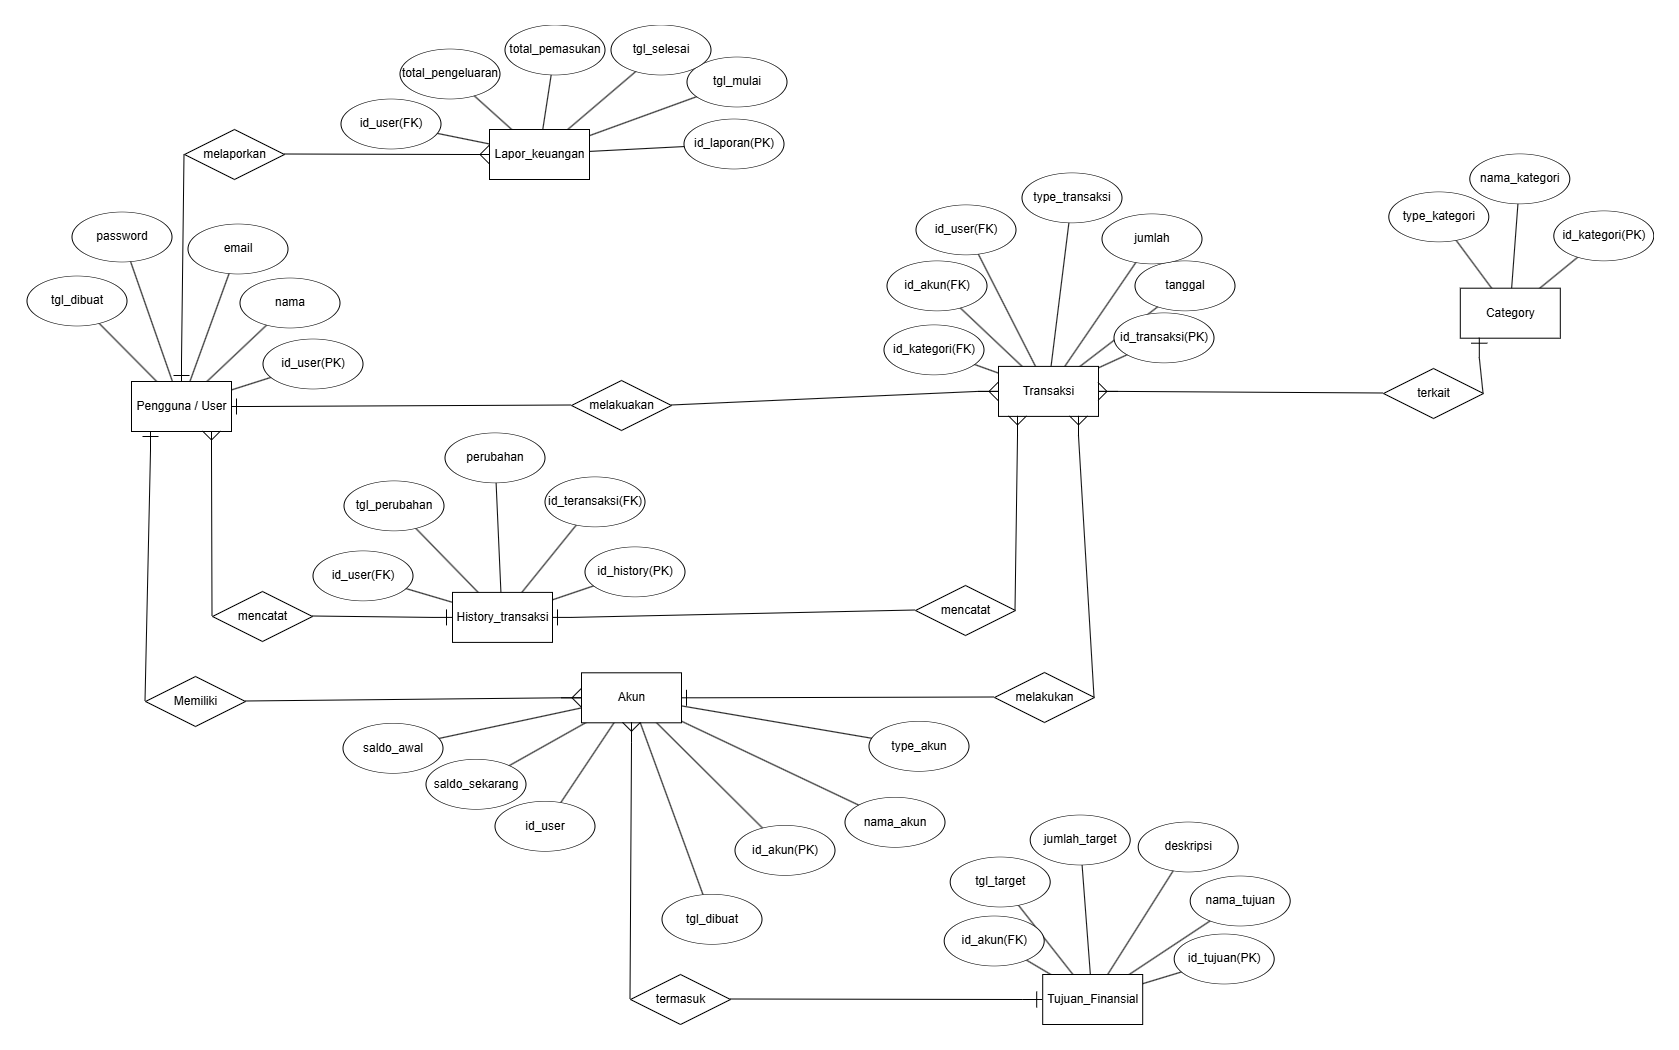 total_pemasukan
tgl_selesai
total_pengeluaran
tgl_mulai
id_user(FK)
id_laporan(PK)
melaporkan
Lapor_keuangan
password
email
tgl_dibuat
nama
id_user(PK)
Pengguna / User
melakuakan
type_transaksi
id_user(FK)
jumlah
id_akun(FK)
tanggal
id_kategori(FK)
id_transaksi(PK)
Transaksi
nama_kategori
type_kategori
id_kategori(PK)
Category
terkait
perubahan
tgl_perubahan
id_teransaksi(FK)
id_user(FK)
id_history(PK)
mencatat
History_transaksi
mencatat
Memiliki
Akun
melakukan
saldo_awal
type_akun
saldo_sekarang
id_user
nama_akun
id_akun(PK)
tgl_dibuat
jumlah_target
deskripsi
tgl_target
nama_tujuan
id_akun(FK)
id_tujuan(PK)
termasuk
Tujuan_Finansial